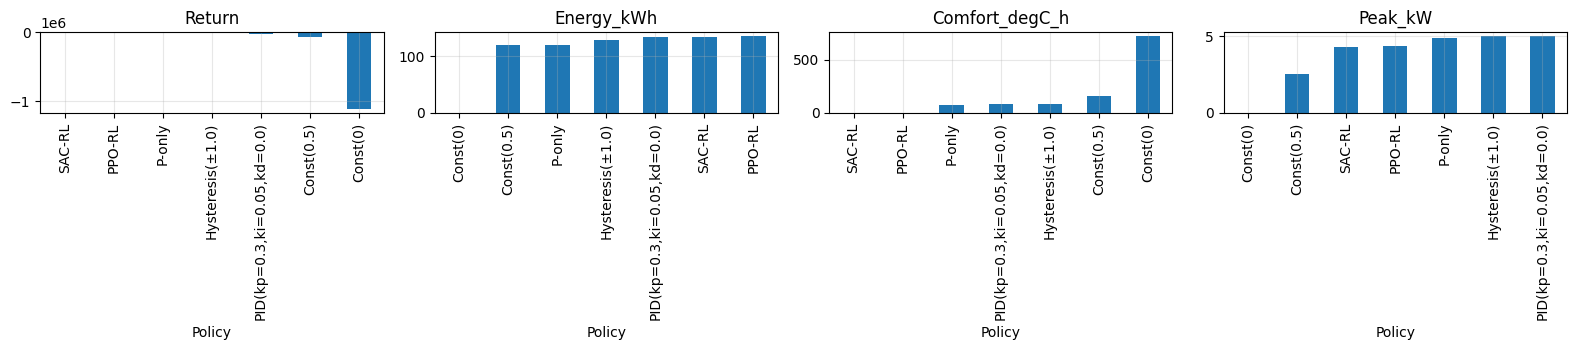 Return
1e6
0
−1
SAC-RL
PPO-RL
P-only
Hysteresis(±1.0)
PID(kp=0.3,ki=0.05,kd=0.0)
Const(0.5)
Const(0)
Policy
Energy_kWh
100
0
Const(0)
Const(0.5)
P-only
Hysteresis(±1.0)
PID(kp=0.3,ki=0.05,kd=0.0)
SAC-RL
PPO-RL
Policy
Comfort_degC_h
500
0
SAC-RL
PPO-RL
P-only
PID(kp=0.3,ki=0.05,kd=0.0)
Hysteresis(±1.0)
Const(0.5)
Const(0)
Policy
Peak_kW
5
0
Const(0)
Const(0.5)
SAC-RL
PPO-RL
P-only
Hysteresis(±1.0)
PID(kp=0.3,ki=0.05,kd=0.0)
Policy